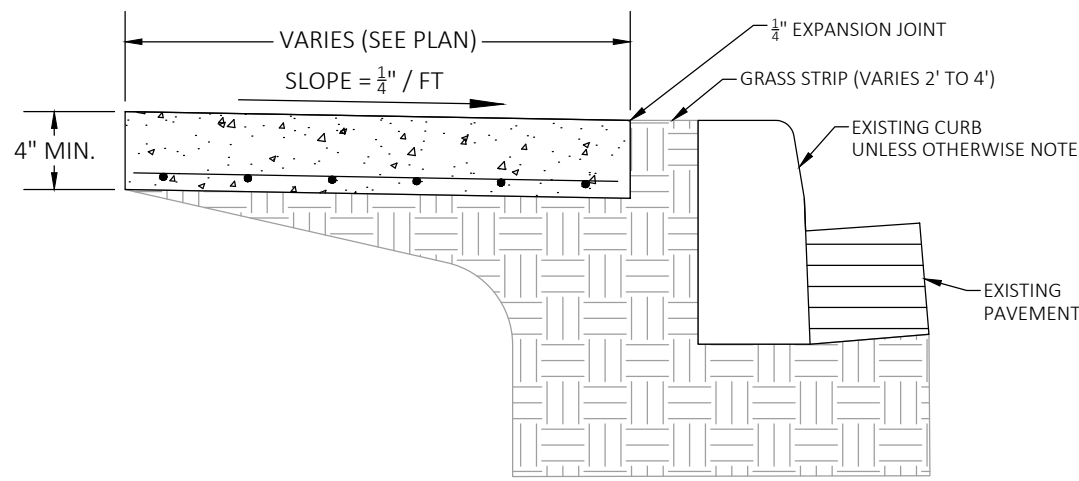 VARIES (SEE PLAN)
SLOPE = 1/4" / FT
4" MIN.
1/4" EXPANSION JOINT
GRASS STRIP (VARIES 2' TO 4')
EXISTING CURB
UNLESS OTHERWISE NOTE
EXISTING
PAVEMENT